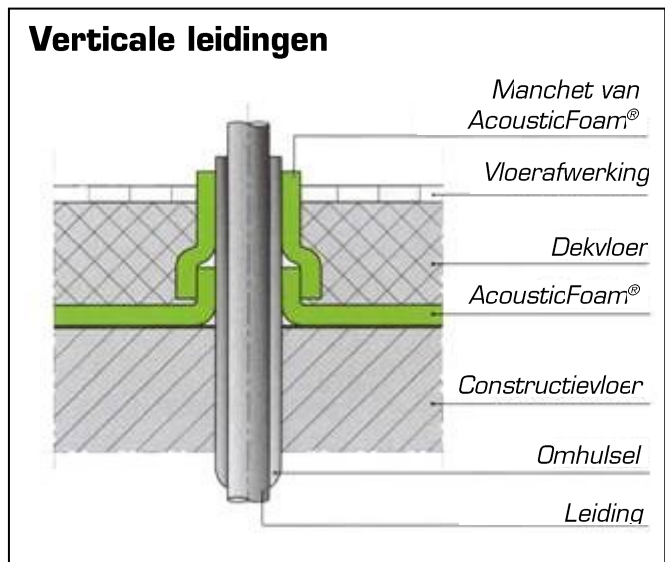 Verticale leidingen
Manchet van
AcousticFoam®
Vloerafwerking
Dekvloer
AcousticFoam®
Constructievloer
Omhulsel
Leiding